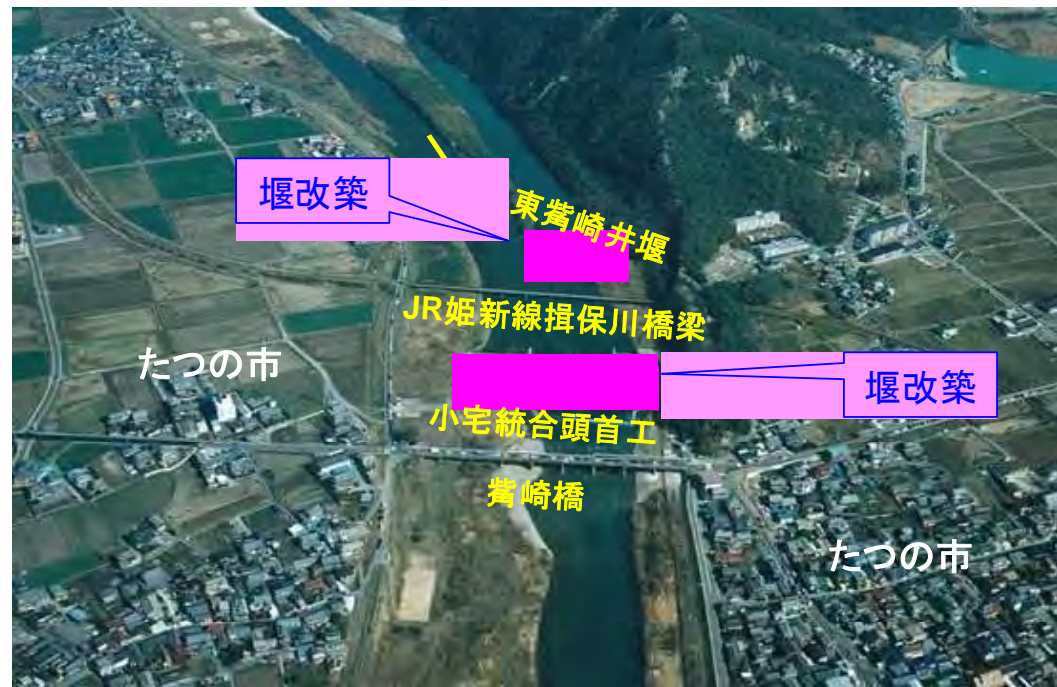 堰改築
東觜崎井堰
JR姫新線揖保川橋梁
たつの市
堰改築
小宅統合頭首工
觜崎橋
たつの市